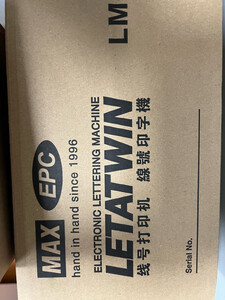 MAX EPC
hand in hand since 1996
ELECTRONIC LETTERING MACHINE
LETATWIN LM
线号打印机 線號印字機
Serial No.